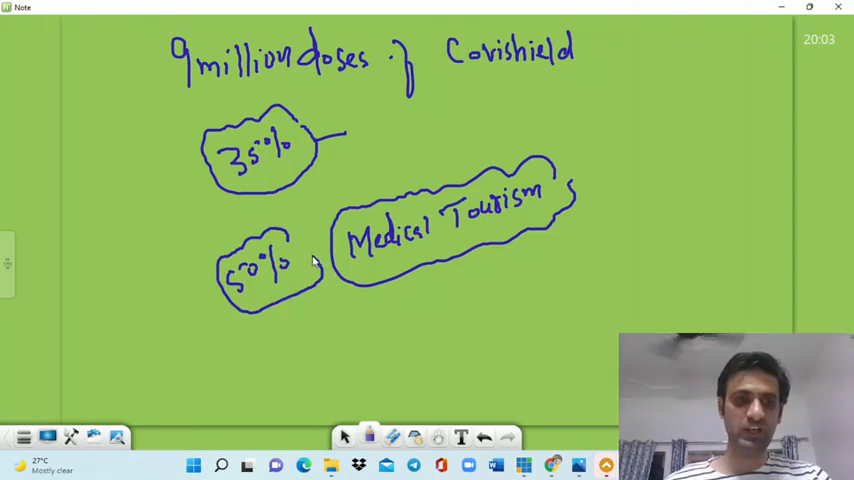 Note
20:03
9 million doses of Covishield
35%
50%
Medical Tourism
27°C
Mostly clear